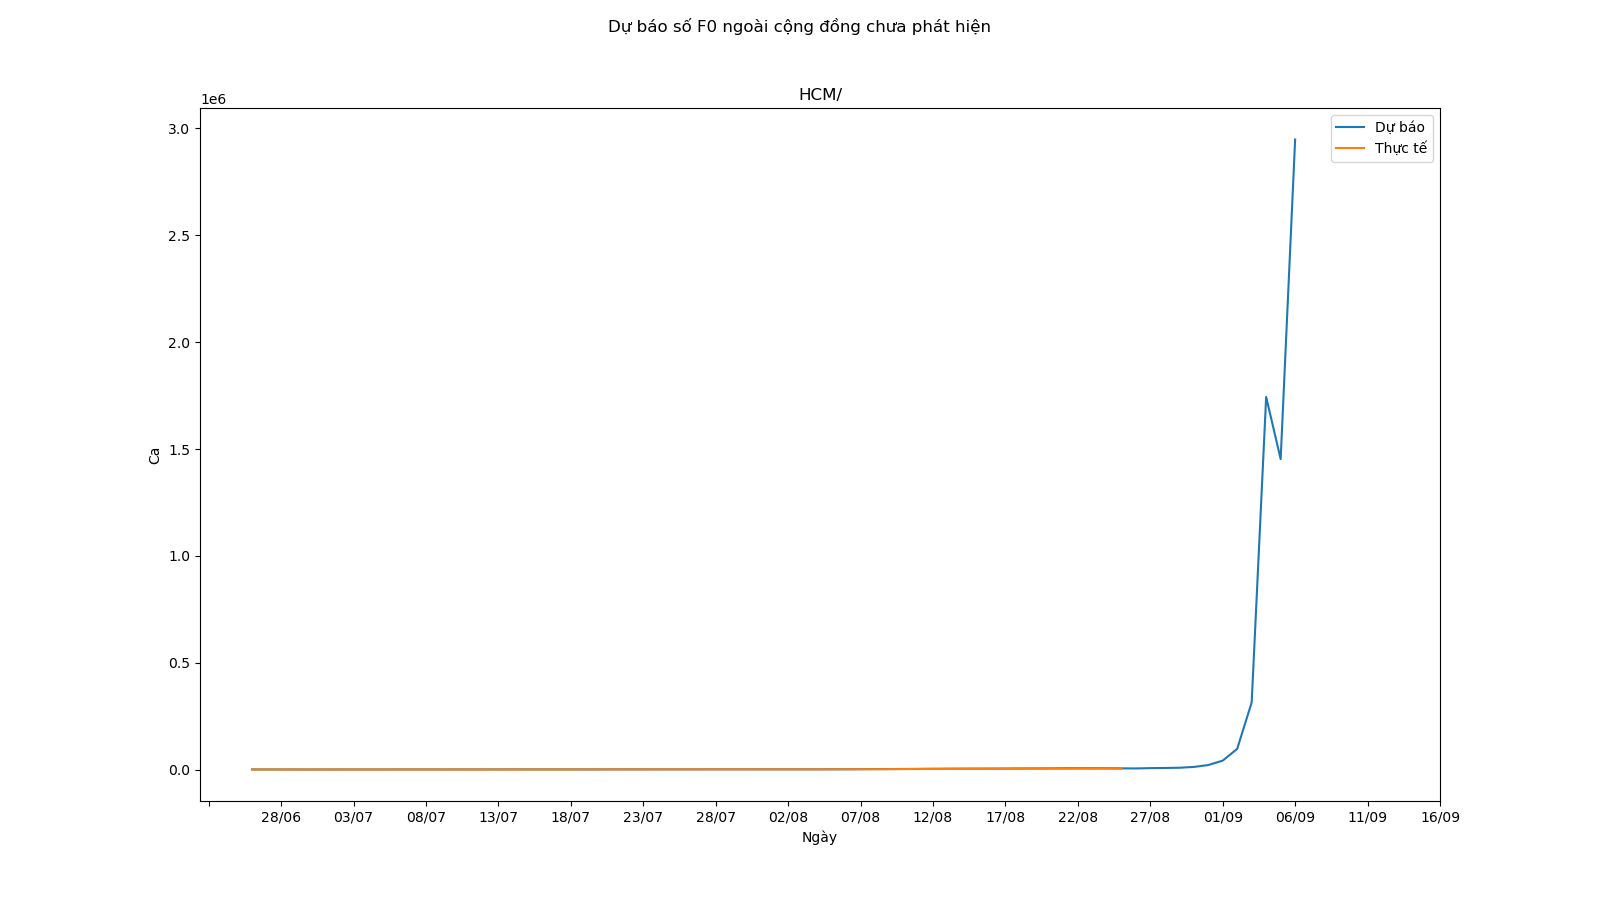 Dự báo số F0 ngoài cộng đồng chưa phát hiện
HCM/
1e6
Dự báo
Thực tế
3.0
2.5
2.0
1.5
1.0
0.5
0.0
Ca
28/06 03/07 08/07 13/07 18/07 23/07 28/07 02/08 07/08 12/08 17/08 22/08 27/08 01/09 06/09 11/09 16/09
Ngày